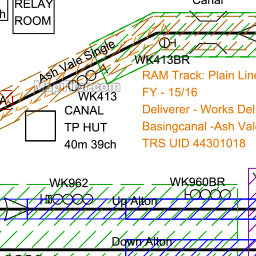 RELAY
ROOM
Canal
Ash Vale Single
WK413BR
RAM Track: Plain Line
FY - 15/16
Deliverer - Works Del
Basingcanal -Ash Val
TRS UID 44301018
WK413
CANAL
TP HUT
40m 39ch
WK962
WK960BR
Up Alton
Down Alton